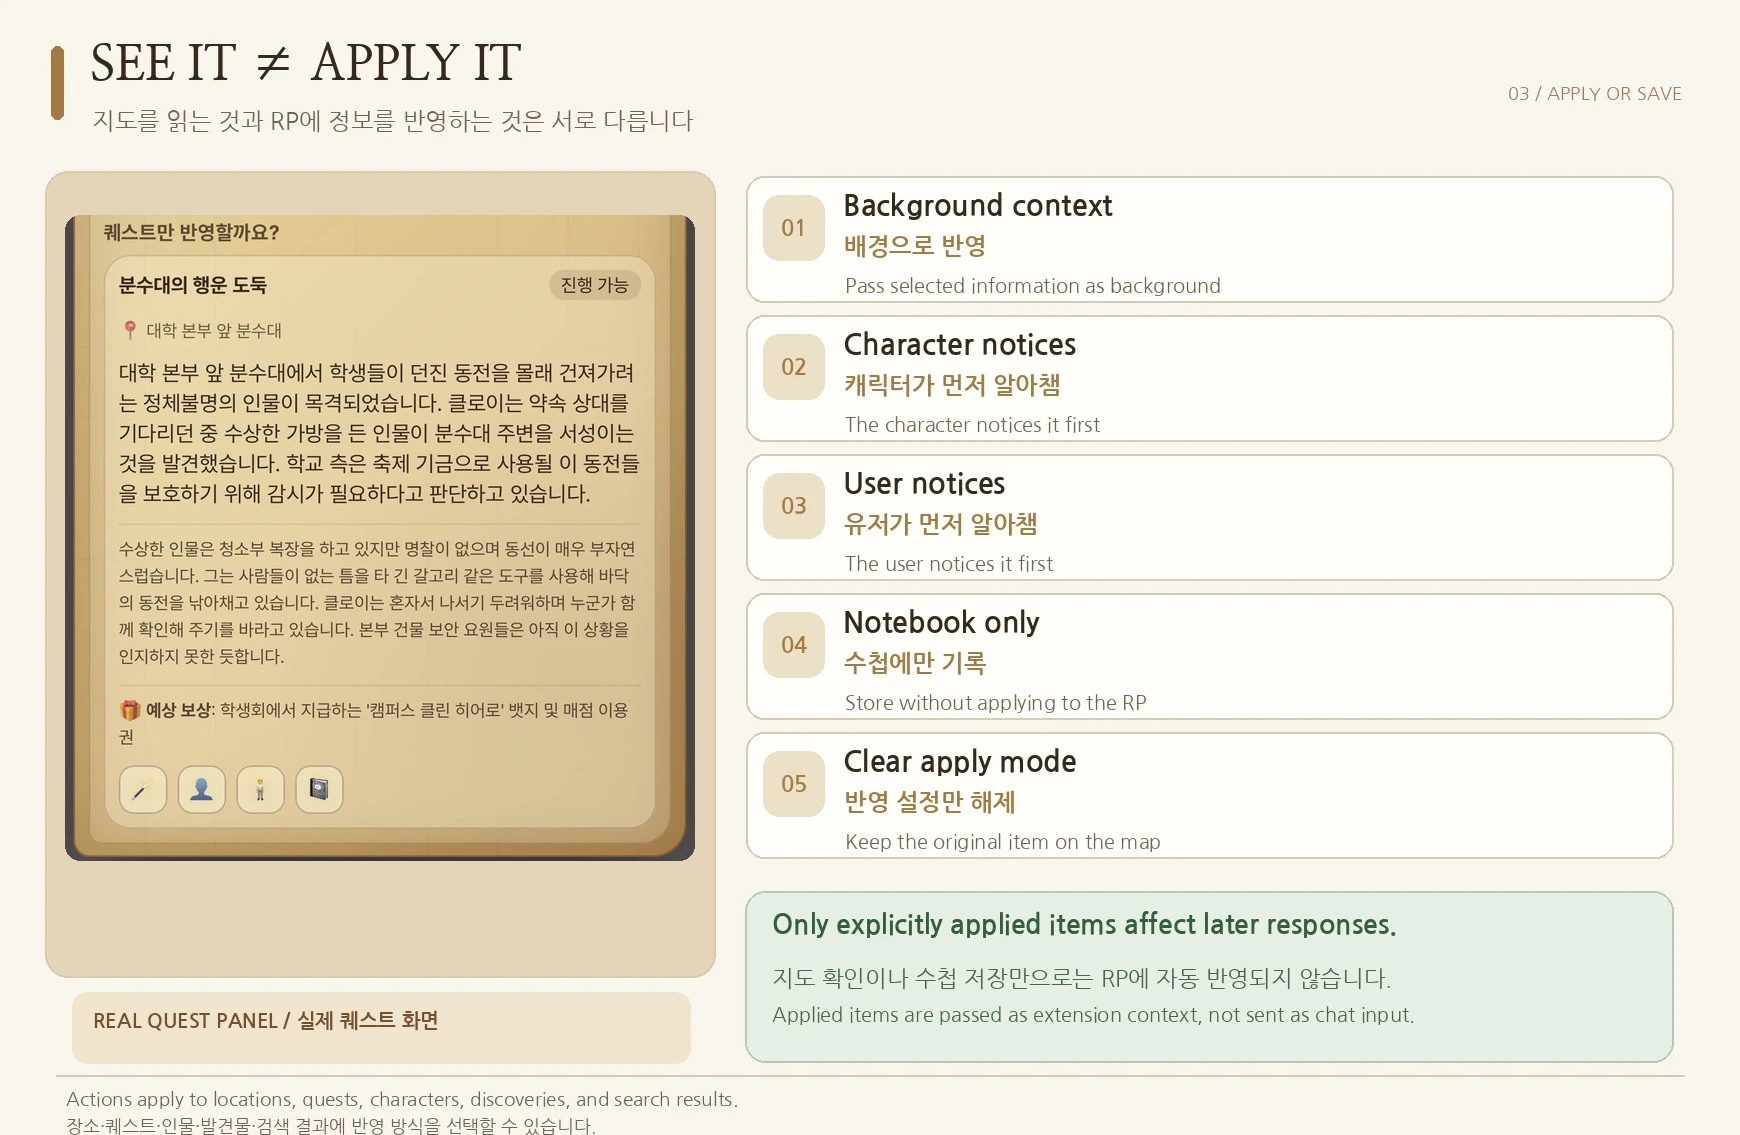 SEE IT ≠ APPLY IT
지도를 읽는 것과 RP에 정보를 반영하는 것은 서로 다릅니다
03 / APPLY OR SAVE
퀘스트만 반영할까요?
분수대의 행운 도둑
진행 가능
대학 본부 앞 분수대
대학 본부 앞 분수대에서 학생들이 던진 동전을 몰래 건져가려
는 정체불명의 인물이 목격되었습니다. 클로이는 약속 상대를
기다리던 중 수상한 가방을 든 인물이 분수대 주변을 서성이는
것을 발견했습니다. 학교 측은 축제 기금으로 사용될 이 동전들
을 보호하기 위해 감시가 필요하다고 판단하고 있습니다.
수상한 인물은 청소부 복장을 하고 있지만 명찰이 없으며 동선이 매우 부자연
스럽습니다. 그는 사람들이 없는 틈을 타 긴 갈고리 같은 도구를 사용해 바닥
의 동전을 낚아채고 있습니다. 클로이는 혼자서 나서기 두려워하며 누군가 함
께 확인해 주기를 바라고 있습니다. 본부 건물 보안 요원들은 아직 이 상황을
인지하지 못한 듯합니다.
예상 보상: 학생회에서 지급하는 '캠퍼스 클린 히어로' 뱃지 및 매점 이용
권
REAL QUEST PANEL / 실제 퀘스트 화면
01
Background context
배경으로 반영
Pass selected information as background
02
Character notices
캐릭터가 먼저 알아챔
The character notices it first
03
User notices
유저가 먼저 알아챔
The user notices it first
04
Notebook only
수첩에만 기록
Store without applying to the RP
05
Clear apply mode
반영 설정만 해제
Keep the original item on the map
Only explicitly applied items affect later responses.
지도 확인이나 수첩 저장만으로는 RP에 자동 반영되지 않습니다.
Applied items are passed as extension context, not sent as chat input.
Actions apply to locations, quests, characters, discoveries, and search results.
장소·퀘스트·인물·발견물·검색 결과에 반영 방식을 선택할 수 있습니다.